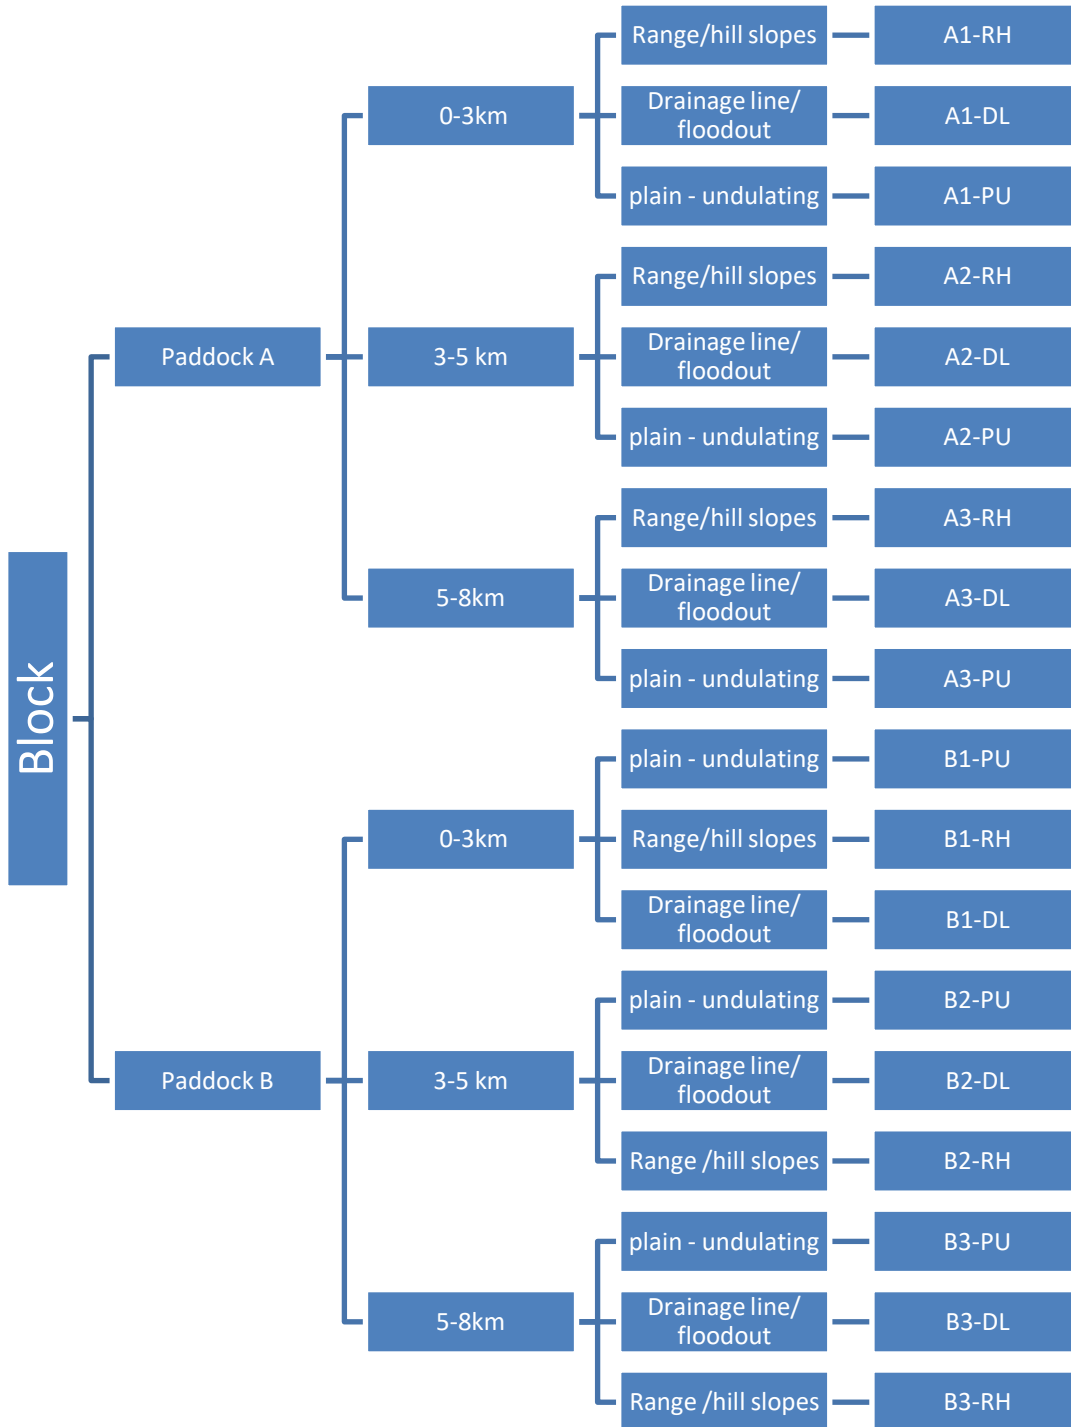 Range/hill slopes
A1-RH
0-3km
Drainage line/
floodout
A1-DL
plain - undulating
A1-PU
Range/hill slopes
A2-RH
Paddock A
3-5 km
Drainage line/
floodout
A2-DL
plain - undulating
A2-PU
Range/hill slopes
A3-RH
5-8km
Drainage line/
floodout
A3-DL
plain - undulating
A3-PU
Block
plain - undulating
B1-PU
0-3km
Range/hill slopes
B1-RH
Drainage line/
floodout
B1-DL
plain - undulating
B2-PU
Paddock B
3-5 km
Drainage line/
floodout
B2-DL
Range /hill slopes
B2-RH
plain - undulating
B3-PU
5-8km
Drainage line/
floodout
B3-DL
Range /hill slopes
B3-RH